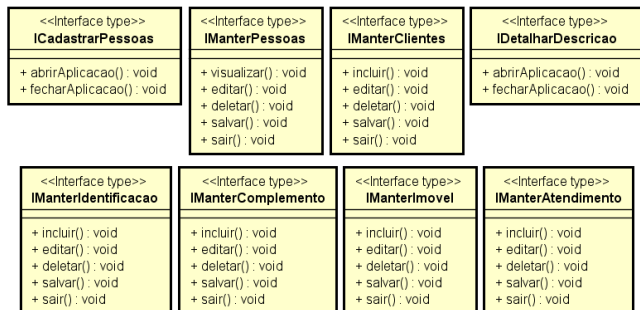 <<Interface type>>
ICadastrarPessoas
+ abrirAplicacao() : void
+ fecharAplicacao() : void
<<Interface type>>
IManterPessoas
+ visualizar() : void
+ editar() : void
+ deletar() : void
+ salvar() : void
+ sair() : void
<<Interface type>>
IManterClientes
+ incluir() : void
+ editar() : void
+ deletar() : void
+ salvar() : void
+ sair() : void
<<Interface type>>
IDetalharDescricao
+ abrirAplicacao() : void
+ fecharAplicacao() : void
<<Interface type>>
IManterIdentificacao
+ incluir() : void
+ editar() : void
+ deletar() : void
+ salvar() : void
+ sair() : void
<<Interface type>>
IManterComplemento
+ incluir() : void
+ editar() : void
+ deletar() : void
+ salvar() : void
+ sair() : void
<<Interface type>>
IManterImovel
+ incluir() : void
+ editar() : void
+ deletar() : void
+ salvar() : void
+ sair() : void
<<Interface type>>
IManterAtendimento
+ incluir() : void
+ editar() : void
+ deletar() : void
+ salvar() : void
+ sair() : void